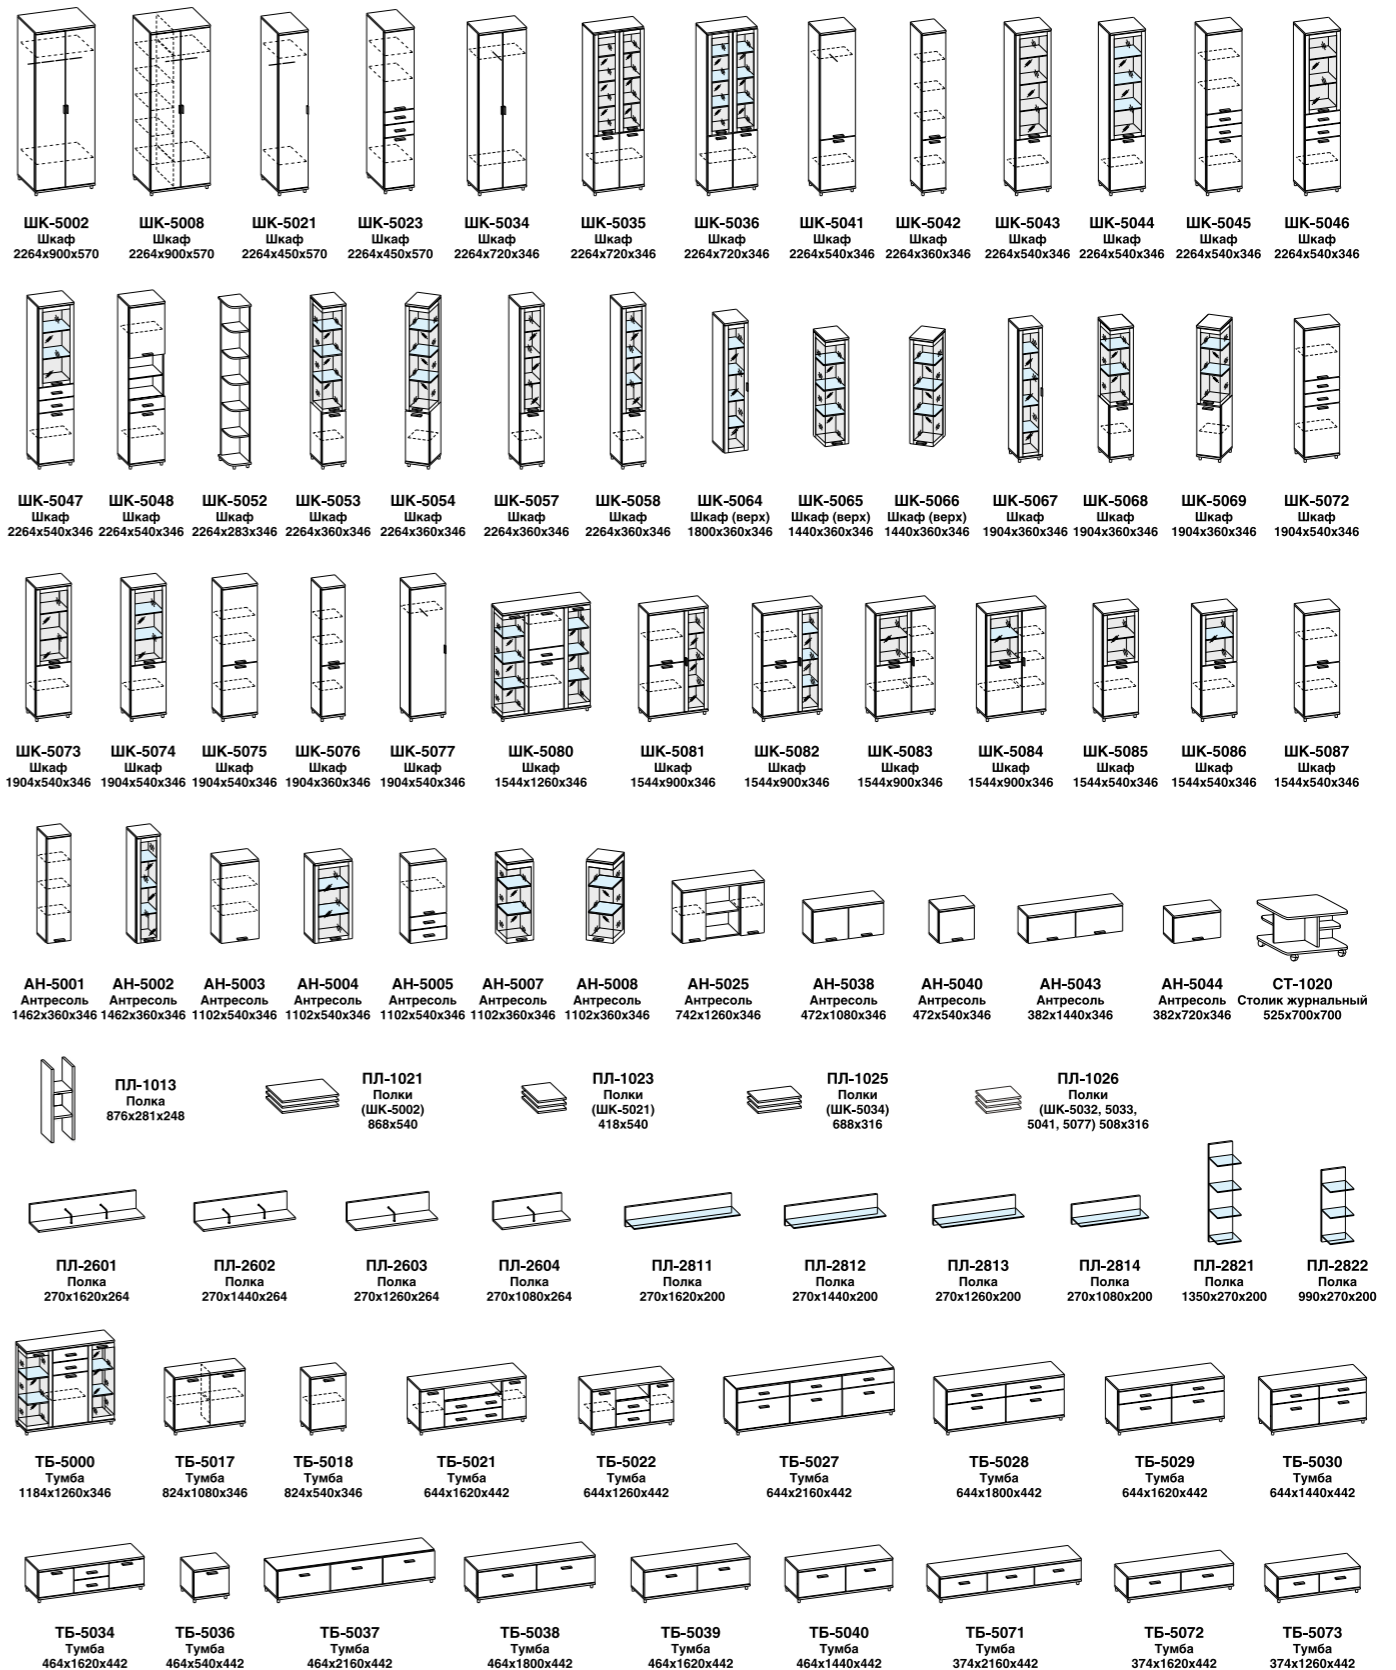 ШК-5002 ШК-5008 ШК-5021 ШК-5023 ШК-5034 ШК-5035 ШК-5036 ШК-5041 ШК-5042 ШК-5043 ШК-5044 ШК-5045 ШК-5046
Шкаф Шкаф Шкаф Шкаф Шкаф Шкаф Шкаф Шкаф Шкаф Шкаф Шкаф Шкаф Шкаф
2264x900x570 2264x900x570 2264x450x570 2264x450x570 2264x720x346 2264x720x346 2264x720x346 2264x540x346 2264x360x346 2264x540x346 2264x540x346 2264x540x346 2264x540x346
ШК-5047 ШК-5048 ШК-5052 ШК-5053 ШК-5054 ШК-5057 ШК-5058 ШК-5064 ШК-5065 ШК-5066 ШК-5067 ШК-5068 ШК-5069 ШК-5072
Шкаф Шкаф Шкаф Шкаф Шкаф Шкаф Шкаф Шкаф (верх) Шкаф (верх) Шкаф (верх) Шкаф Шкаф Шкаф Шкаф
2264x540x346 2264x540x346 2264x283x346 2264x360x346 2264x360x346 2264x360x346 2264x360x346 1800x360x346 1440x360x346 1440x360x346 1904x360x346 1904x360x346 1904x360x346 1904x540x346
ШК-5073 ШК-5074 ШК-5075 ШК-5076 ШК-5077 ШК-5080 ШК-5081 ШК-5082 ШК-5083 ШК-5084 ШК-5085 ШК-5086 ШК-5087
Шкаф Шкаф Шкаф Шкаф Шкаф Шкаф Шкаф Шкаф Шкаф Шкаф Шкаф Шкаф Шкаф
1904x540x346 1904x540x346 1904x540x346 1904x360x346 1904x540x346 1544x1260x346 1544x900x346 1544x900x346 1544x900x346 1544x900x346 1544x540x346 1544x540x346 1544x540x346
АН-5001 АН-5002 АН-5003 АН-5004 АН-5005 АН-5007 АН-5008 АН-5025 АН-5038 АН-5040 АН-5043 АН-5044 СТ-1020
Антресоль Антресоль Антресоль Антресоль Антресоль Антресоль Антресоль Антресоль Антресоль Антресоль Антресоль Антресоль Столик журнальный
1462x360x346 1462x360x346 1102x540x346 1102x540x346 1102x540x346 1102x360x346 1102x360x346 742x1260x346 472x1080x346 472x540x346 382x1440x346 382x720x346 525x700x700
ПЛ-1013
Полка
876x281x248
ПЛ-1021
Полки
(ШК-5002)
868x540
ПЛ-1023
Полки
(ШК-5021)
418x540
ПЛ-1025
Полки
(ШК-5034)
688x316
ПЛ-1026
Полки
(ШК-5032, 5033,
5041, 5077) 508x316
ПЛ-2601 ПЛ-2602 ПЛ-2603 ПЛ-2604 ПЛ-2811 ПЛ-2812 ПЛ-2813 ПЛ-2814 ПЛ-2821 ПЛ-2822
Полка Полка Полка Полка Полка Полка Полка Полка Полка Полка
270x1620x264 270x1440x264 270x1260x264 270x1080x264 270x1620x200 270x1440x200 270x1260x200 270x1080x200 1350x270x200 990x270x200
ТБ-5000 ТБ-5017 ТБ-5018 ТБ-5021 ТБ-5022 ТБ-5027 ТБ-5028 ТБ-5029 ТБ-5030
Тумба Тумба Тумба Тумба Тумба Тумба Тумба Тумба Тумба
1184x1260x346 824x1080x346 824x540x346 644x1620x442 644x1260x442 644x2160x442 644x1800x442 644x1620x442 644x1440x442
ТБ-5034 ТБ-5036 ТБ-5037 ТБ-5038 ТБ-5039 ТБ-5040 ТБ-5071 ТБ-5072 ТБ-5073
Тумба Тумба Тумба Тумба Тумба Тумба Тумба Тумба Тумба
464x1620x442 464x540x442 464x2160x442 464x1800x442 464x1620x442 464x1440x442 374x2160x442 374x1620x442 374x1260x442